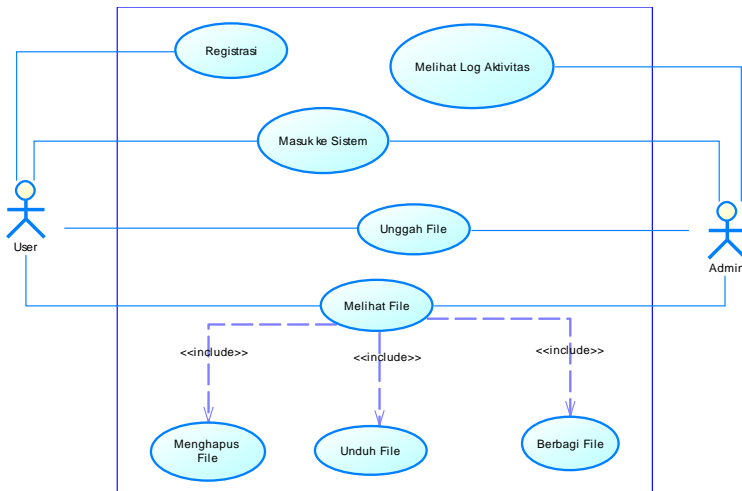 Registrasi
Melihat Log Aktivitas
Masuk ke Sistem
Unggah File
User
Admin
Melihat File
<<include>>
<<include>>
<<include>>
Menghapus
File
Unduh File
Berbagi File